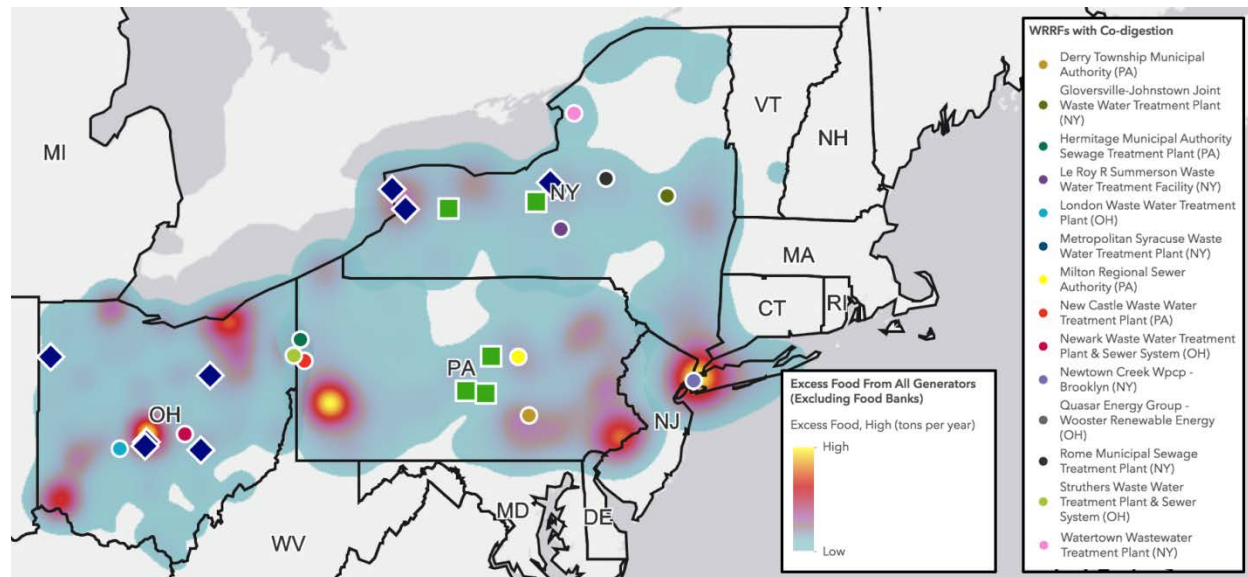 MI
VT
NH
NY
MA
CT
RI
PA
OH
NJ
MD
DE
WV
Excess Food From All Generators
(Excluding Food Banks)
Excess Food, High (tons per year)
High
Low
WRRFs with Co-digestion
Derry Township Municipal
Authority (PA)
Gloversville-Johnstown Joint
Waste Water Treatment Plant
(NY)
Hermitage Municipal Authority
Sewage Treatment Plant (PA)
Le Roy R Summerson Waste
Water Treatment Facility (NY)
London Waste Water Treatment
Plant (OH)
Metropolitan Syracuse Waste
Water Treatment Plant (NY)
Milton Regional Sewer
Authority (PA)
New Castle Waste Water
Treatment Plant (PA)
Newark Waste Water Treatment
Plant & Sewer System (OH)
Newtown Creek Wpcp -
Brooklyn (NY)
Quasar Energy Group -
Wooster Renewable Energy
(OH)
Rome Municipal Sewage
Treatment Plant (NY)
Struthers Waste Water
Treatment Plant & Sewer
System (OH)
Watertown Wastewater
Treatment Plant (NY)